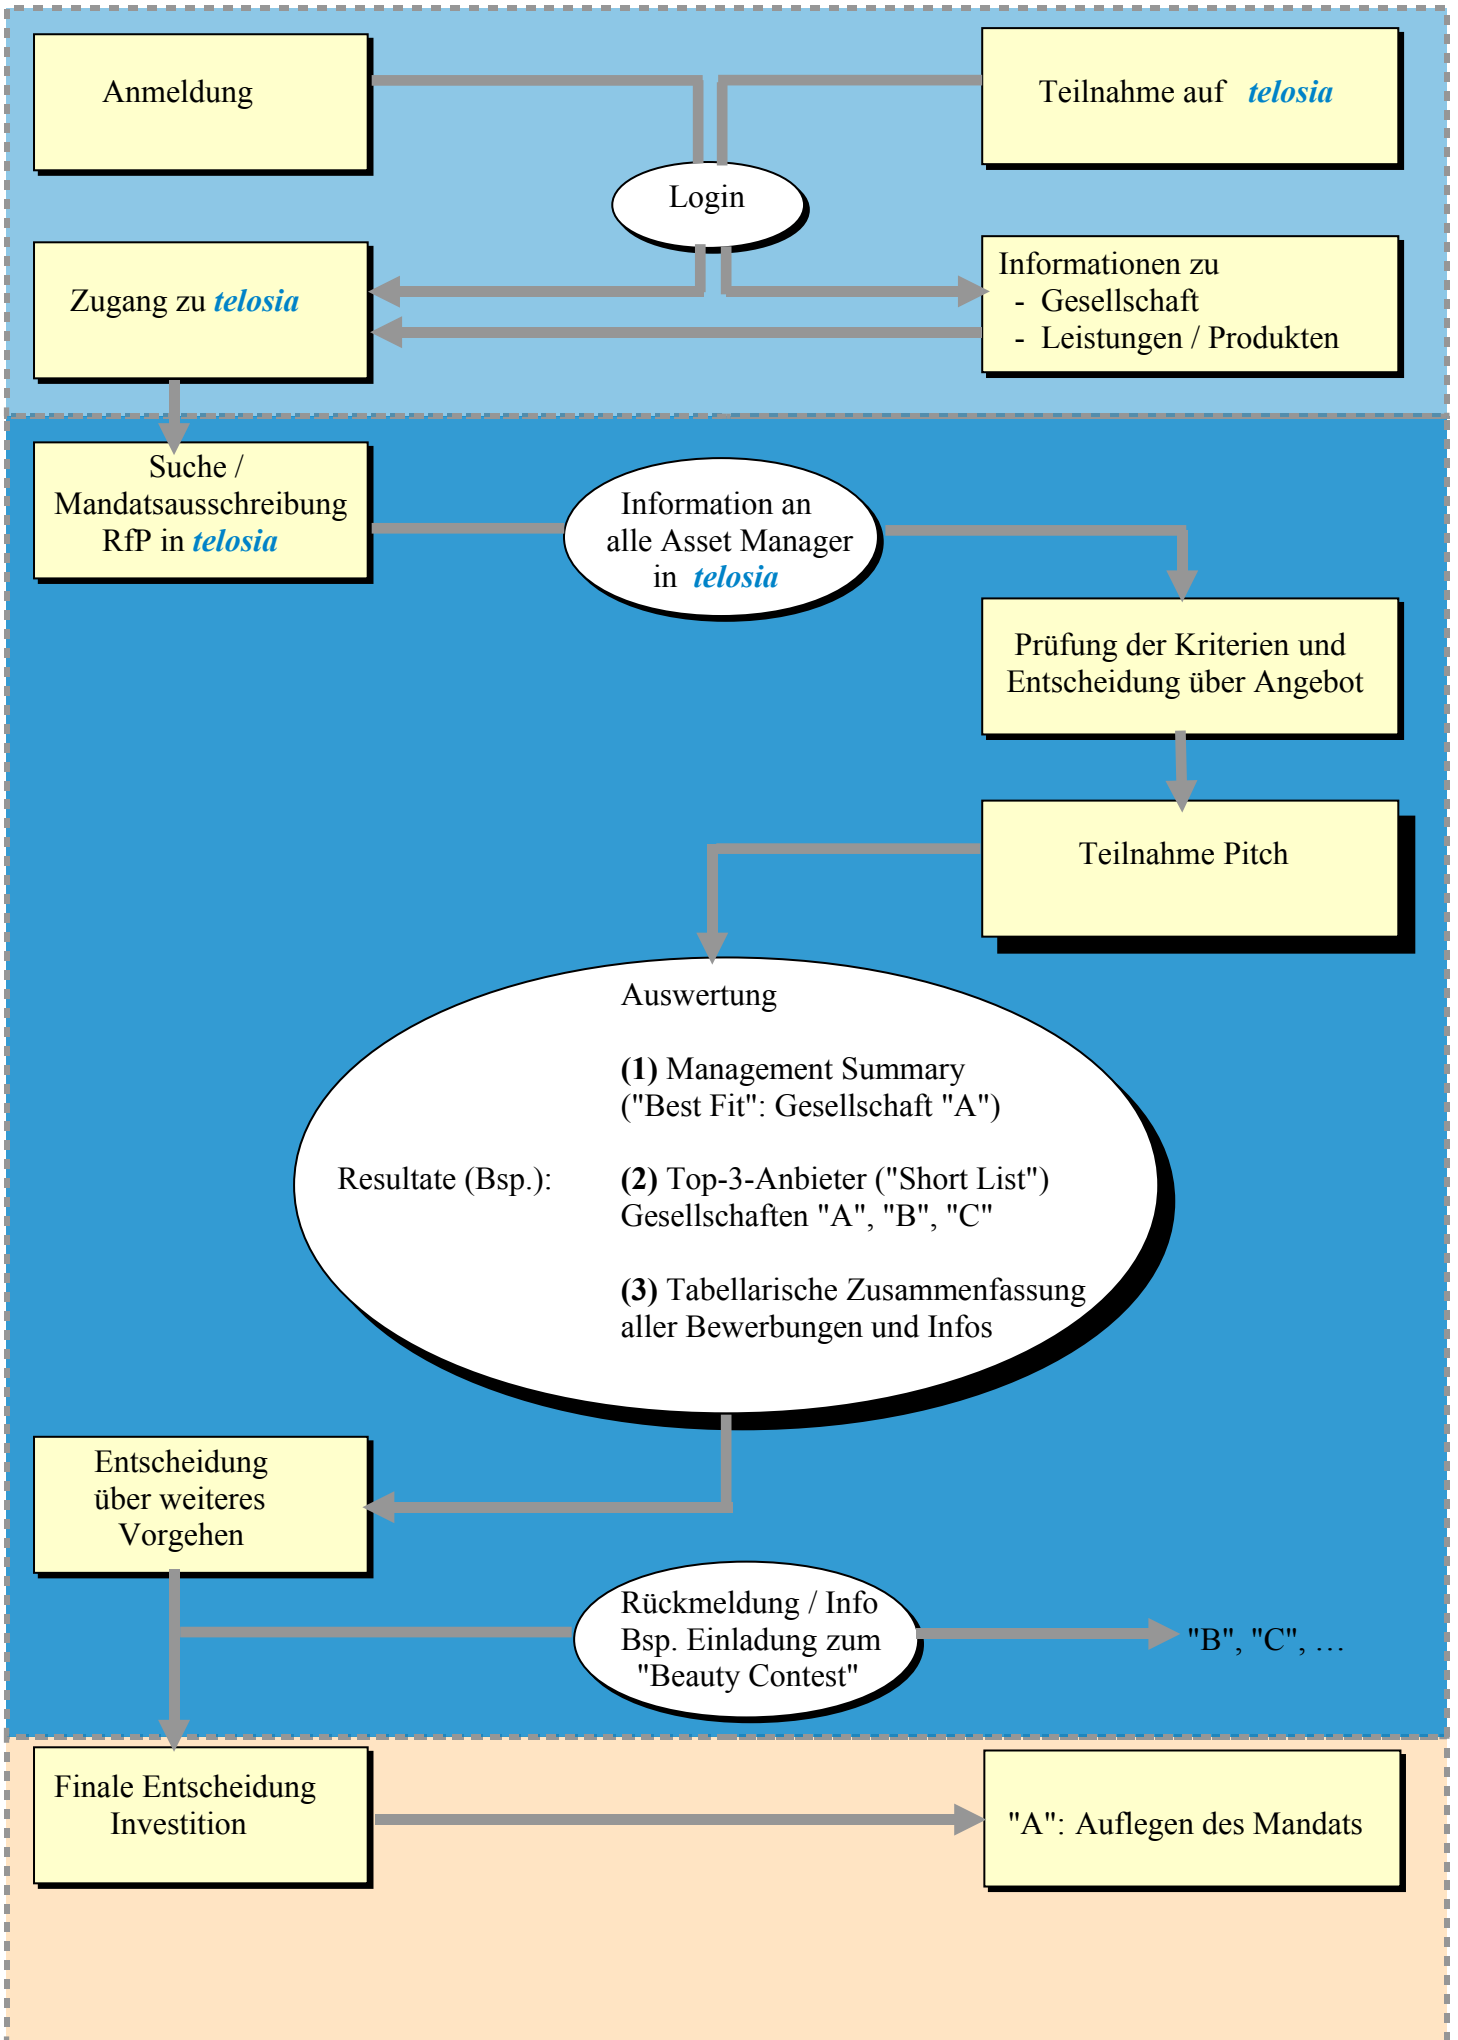 Anmeldung
Teilnahme auf telosia
Login
Zugang zu telosia
Informationen zu
- Gesellschaft
- Leistungen / Produkten
Suche /
Mandatsausschreibung
RfP in telosia
Information an
alle Asset Manager
in telosia
Prüfung der Kriterien und
Entscheidung über Angebot
Teilnahme Pitch
Auswertung
(1) Management Summary
("Best Fit": Gesellschaft "A")
Resultate (Bsp.):
(2) Top-3-Anbieter ("Short List")
Gesellschaften "A", "B", "C"
(3) Tabellarische Zusammenfassung
aller Bewerbungen und Infos
Entscheidung
über weiteres
Vorgehen
Rückmeldung / Info
Bsp. Einladung zum
"Beauty Contest"
"B", "C", …
Finale Entscheidung
Investition
"A": Auflegen des Mandats